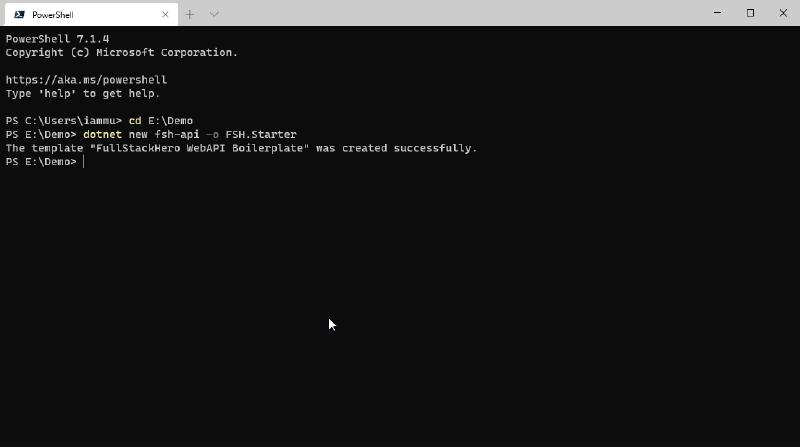 PowerShell
PowerShell 7.1.4
Copyright (c) Microsoft Corporation.
https://aka.ms/powershell
Type 'help' to get help.
PS C:\Users\iammu> cd E:\Demo
PS E:\Demo> dotnet new fsh-api -o FSH.Starter
The template "FullStackHero WebAPI Boilerplate" was created successfully.
PS E:\Demo>